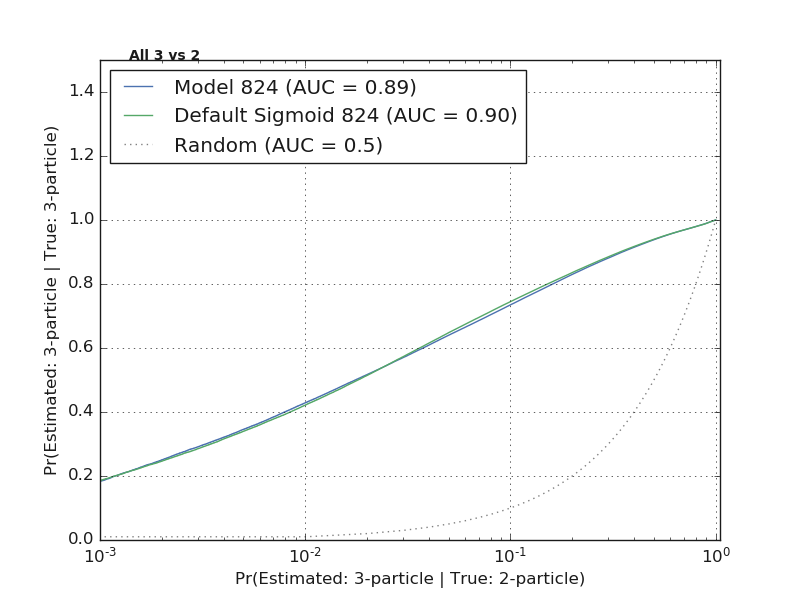 All 3 vs 2
Model 824 (AUC = 0.89)
Default Sigmoid 824 (AUC = 0.90)
Random (AUC = 0.5)
Pr(Estimated: 3-particle | True: 3-particle)
1.4
1.2
1.0
0.8
0.6
0.4
0.2
0.0
10^-3 10^-2 10^-1 10^0
Pr(Estimated: 3-particle | True: 2-particle)